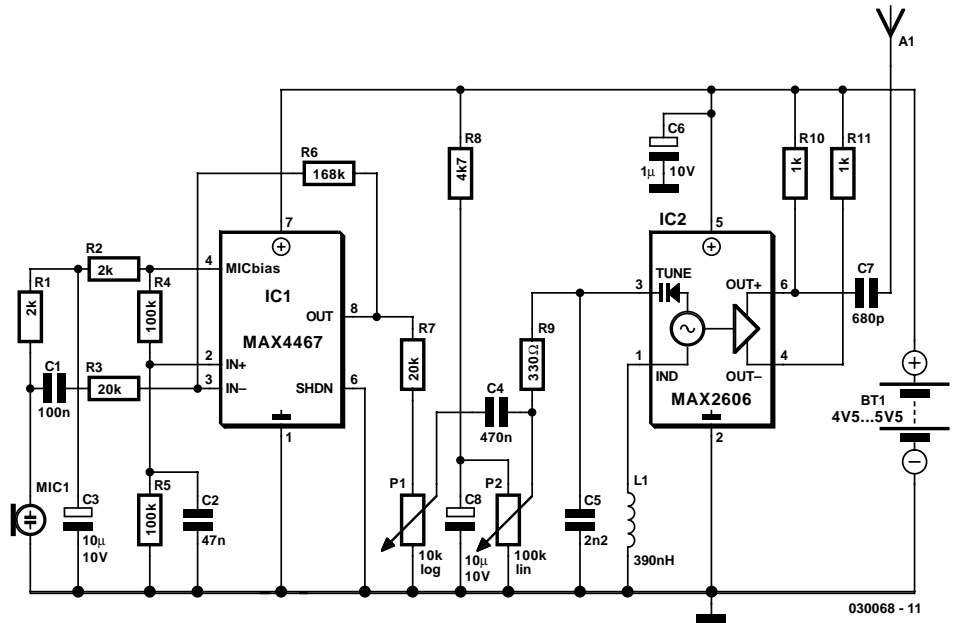 A1
R8
4k7
C6
1µ 10V
R10
1k
R11
1k
R6
168k
7
IC2
5
R2
2k
R4
100k
4
MICbias
IC1
MAX4467
OUT
8
R1
2k
TUNE
3
OUT+
6
C7
680p
R7
20k
R9
330Ω
C1
100n
R3
20k
2
IN+
3
IN–
SHDN
6
1
C4
470n
1
IND
OUT–
4
MAX2606
2
BT1
4V5...5V5
MIC1
C3
10µ
10V
R5
100k
C2
47n
P1
10k
log
C8
10µ
10V
P2
100k
lin
C5
2n2
L1
390nH
030068 - 11